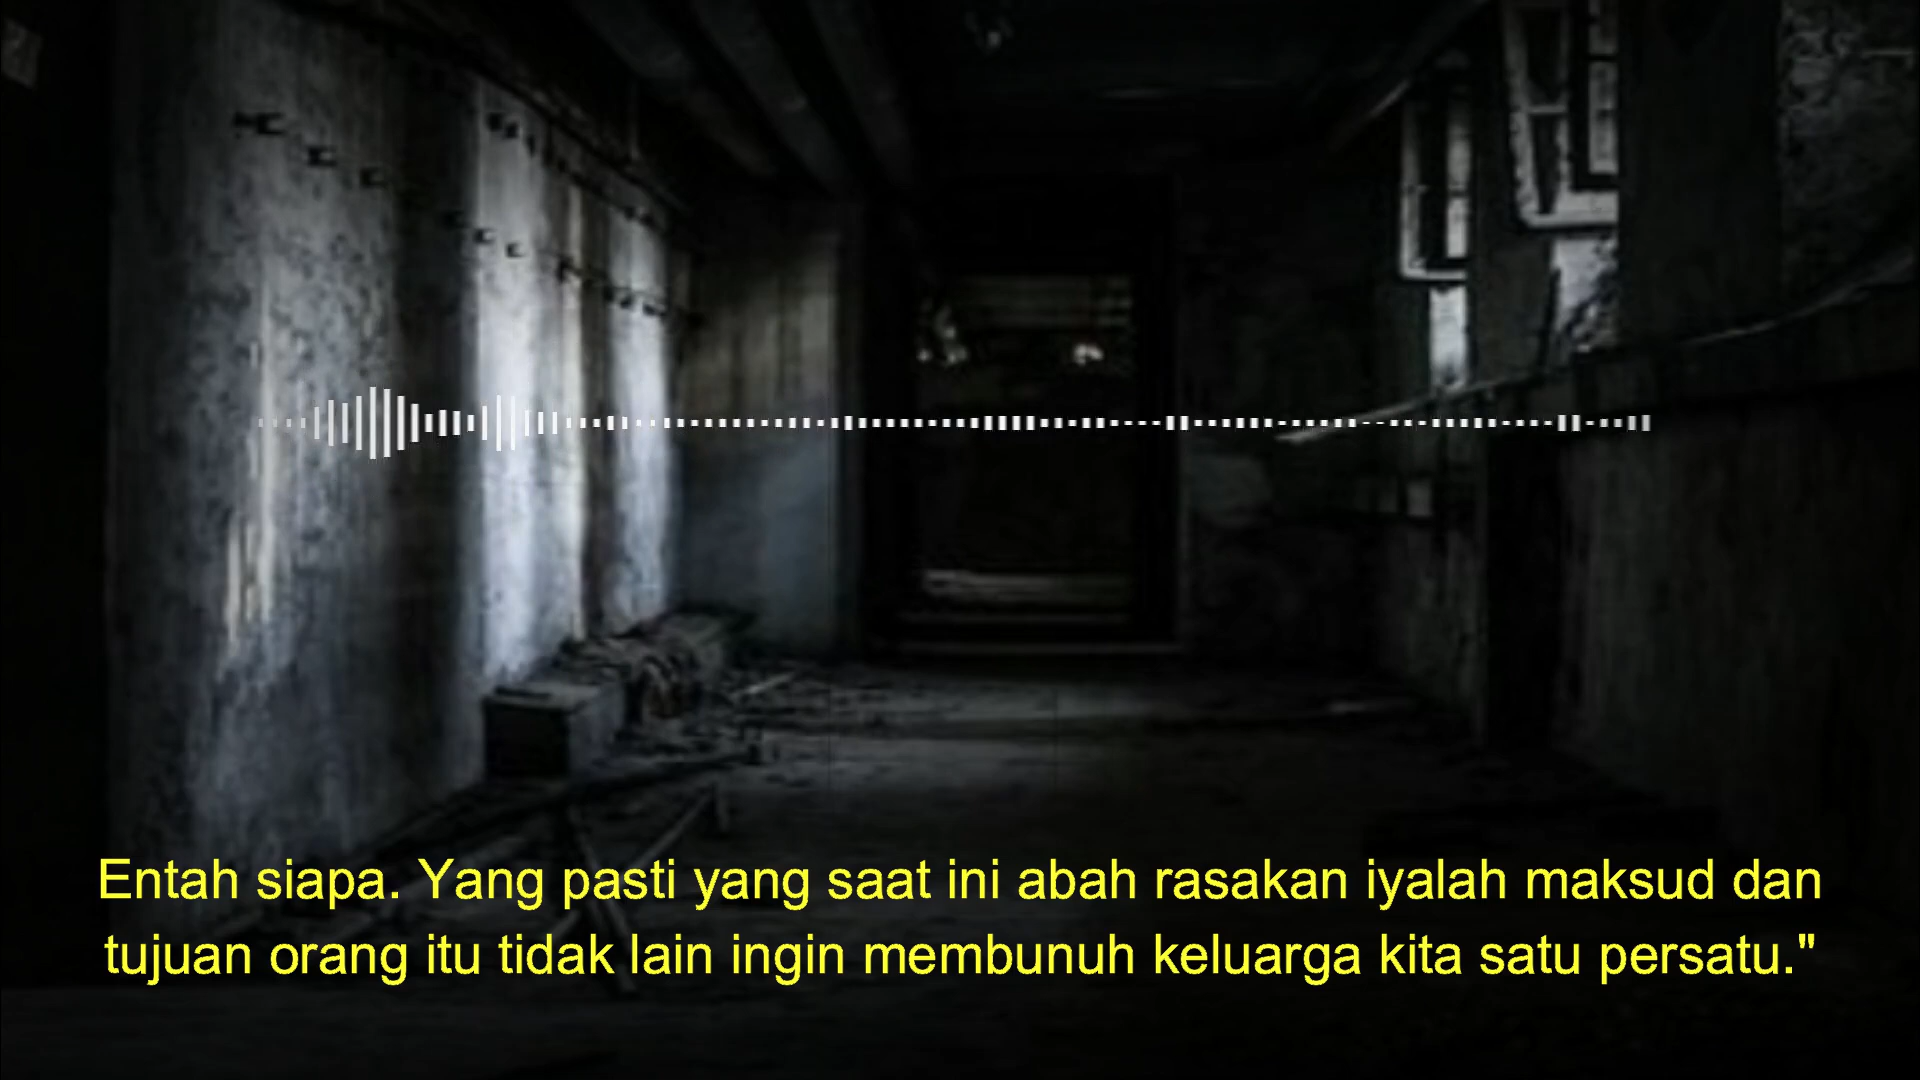 Entah siapa. Yang pasti yang saat ini abah rasakan iyalah maksud dan
tujuan orang itu tidak lain ingin membunuh keluarga kita satu persatu."